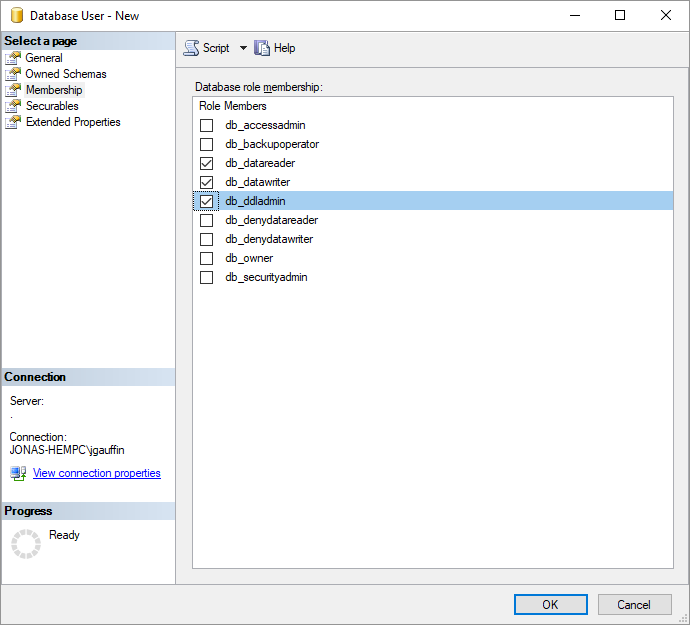 Database User - New
Select a page
General
Owned Schemas
Membership
Securables
Extended Properties
Script
Help
Database role membership:
Role Members
db_accessadmin
db_backupoperator
db_datareader
db_datawriter
db_ddladmin
db_denydatareader
db_denydatawriter
db_owner
db_securityadmin
Connection
Server:
.
Connection:
JONAS-HEMPC\jgauffin
View connection properties
Progress
Ready
OK
Cancel